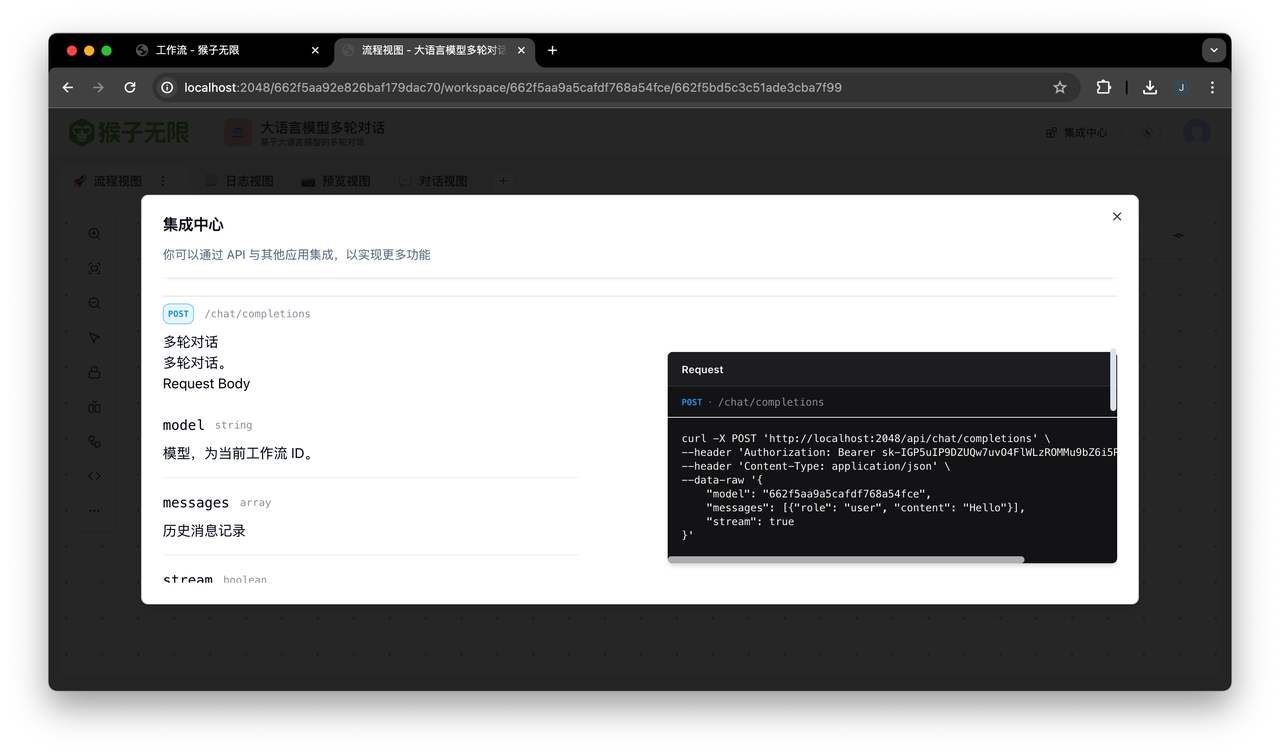 工作流 - 猴子无限
流程视图 - 大语言模型多轮对话
localhost:2048/662f5aa92e826baf179dac70/workspace/662f5aa9a5cafdf768a54fce/662f5bd5c3c51ade3cba7f99
J
猴子无限
大语言模型多轮对话
基于大语言模型的多轮对话
集成中心
流程视图
日志视图
预览视图
对话视图
集成中心
你可以通过 API 与其他应用集成，以实现更多功能
POST /chat/completions
多轮对话
多轮对话。
Request Body
model string
模型，为当前工作流 ID。
messages array
历史消息记录
stream boolean
Request
POST · /chat/completions
curl -X POST 'http://localhost:2048/api/chat/completions' \
--header 'Authorization: Bearer sk-IGP5uIP9DZUQw7uvO4FlWLzROMMu9bZ6i5P
--header 'Content-Type: application/json' \
--data-raw '{
"model": "662f5aa9a5cafdf768a54fce",
"messages": [{"role": "user", "content": "Hello"}],
"stream": true
}'